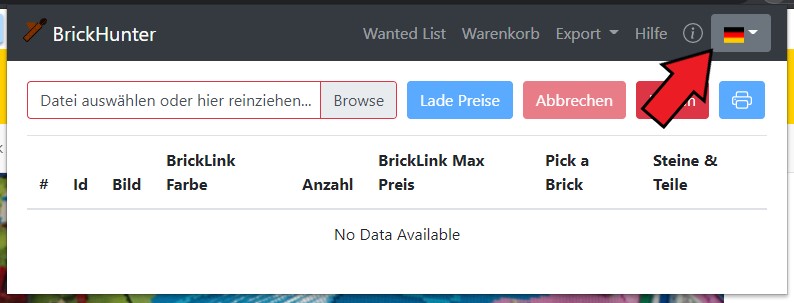 BrickHunter
Wanted List Warenkorb Export Hilfe
Datei auswählen oder hier reinziehen... Browse Lade Preise Abbrechen
# Id Bild BrickLink Farbe Anzahl BrickLink Max Preis Pick a Brick Steine & Teile
No Data Available